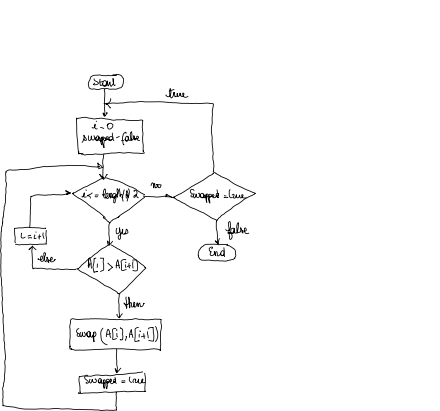 Start
true
i=0
swapped=false
i<=length(A)-2
no
Swapped=true
yes
false
i=i+1
End
else
A[i]>A[i+1]
then
Swap(A[i],A[i+1])
Swapped=true